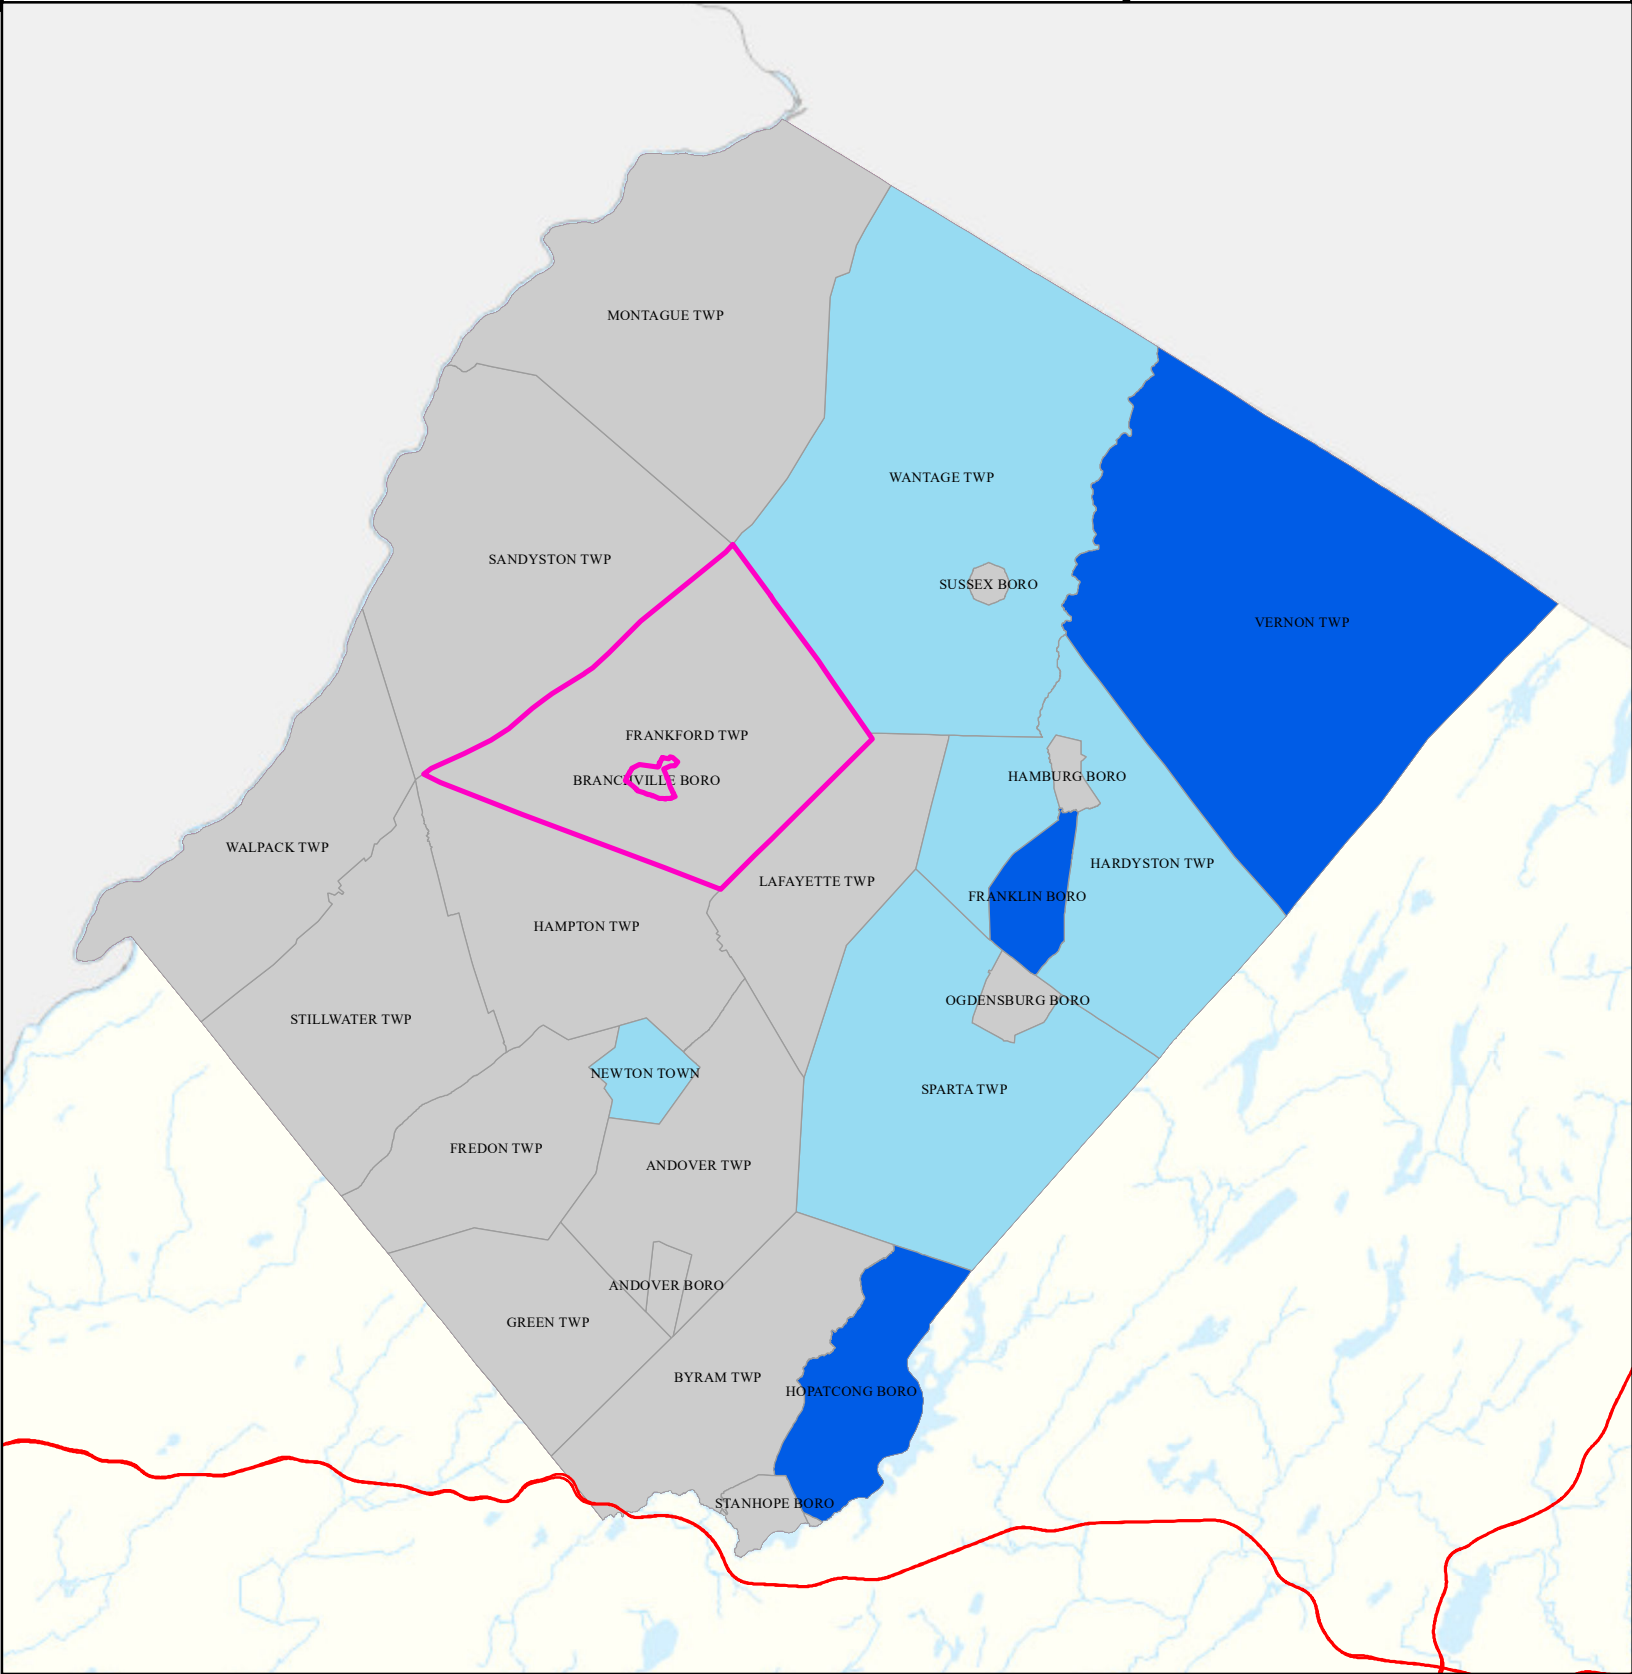 MONTAGUE TWP
WANTAGE TWP
SANDYSTON TWP
SUSSEX BORO
VERNON TWP
FRANKFORD TWP
HAMBURG BORO
BRANCHVILLE BORO
WALPACK TWP
HARDYSTON TWP
LAFAYETTE TWP
FRANKLIN BORO
HAMPTON TWP
OGDENSBURG BORO
STILLWATER TWP
NEWTON TOWN
SPARTA TWP
FREDON TWP
ANDOVER TWP
ANDOVER BORO
GREEN TWP
BYRAM TWP
HOPATCONG BORO
STANHOPE BORO